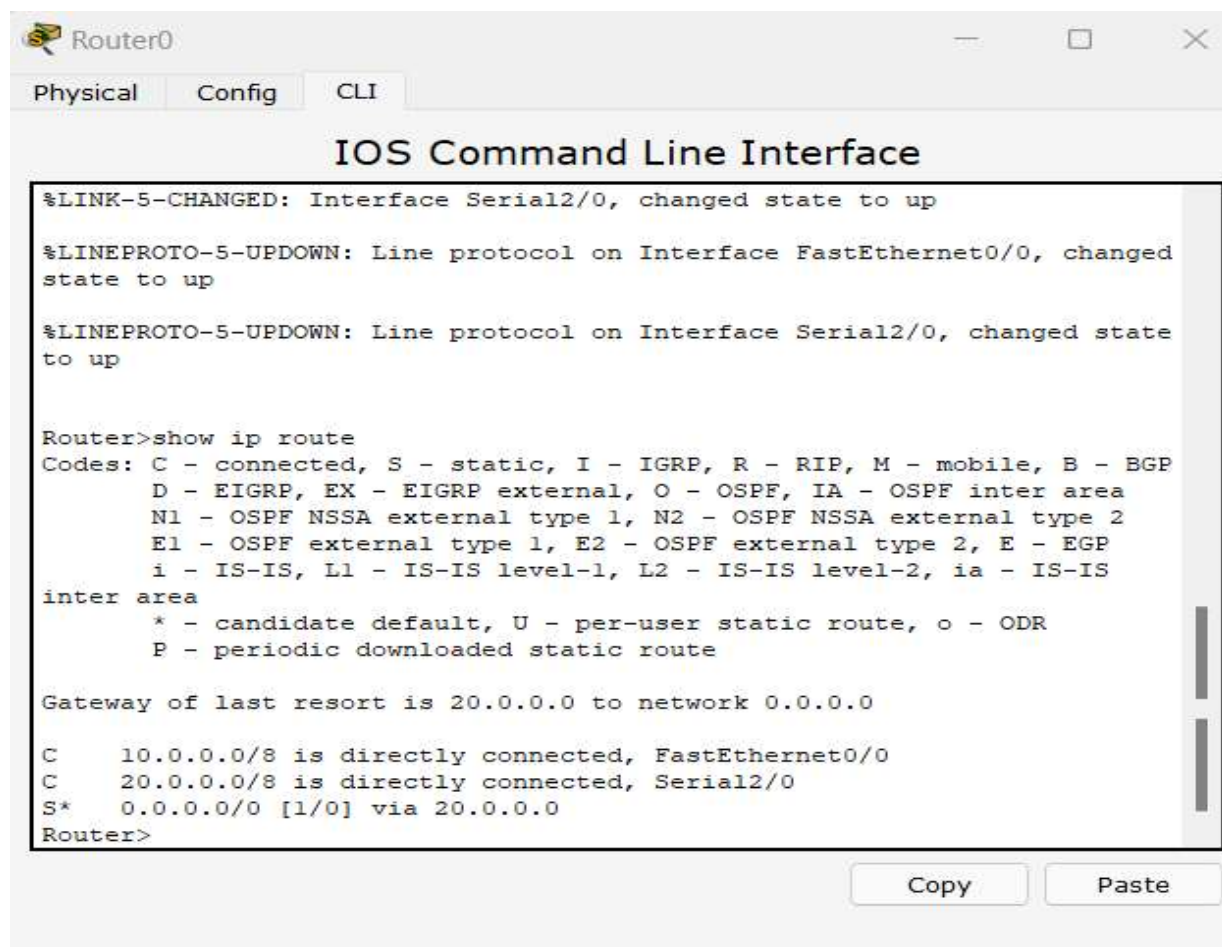 Router0
Physical Config CLI
IOS Command Line Interface
%LINK-5-CHANGED: Interface Serial2/0, changed state to up
%LINEPROTO-5-UPDOWN: Line protocol on Interface FastEthernet0/0, changed
state to up
%LINEPROTO-5-UPDOWN: Line protocol on Interface Serial2/0, changed state
to up
Router>show ip route
Codes: C - connected, S - static, I - IGRP, R - RIP, M - mobile, B - BGP
D - EIGRP, EX - EIGRP external, O - OSPF, IA - OSPF inter area
N1 - OSPF NSSA external type 1, N2 - OSPF NSSA external type 2
E1 - OSPF external type 1, E2 - OSPF external type 2, E - EGP
i - IS-IS, L1 - IS-IS level-1, L2 - IS-IS level-2, ia - IS-IS
inter area
* - candidate default, U - per-user static route, o - ODR
P - periodic downloaded static route
Gateway of last resort is 20.0.0.0 to network 0.0.0.0
C 10.0.0.0/8 is directly connected, FastEthernet0/0
C 20.0.0.0/8 is directly connected, Serial2/0
S* 0.0.0.0/0 [1/0] via 20.0.0.0
Router>
Copy Paste